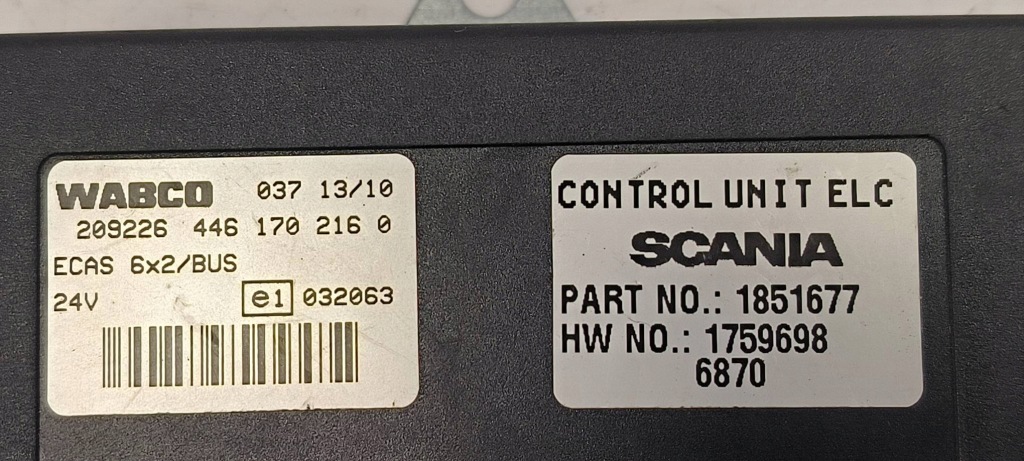 WABCO 037 13/10
209226 446 170 216 0
ECAS 6x2/BUS
24V e1 032063
CONTROL UNIT ELC
SCANIA
PART NO.: 1851677
HW NO.: 1759698
6870